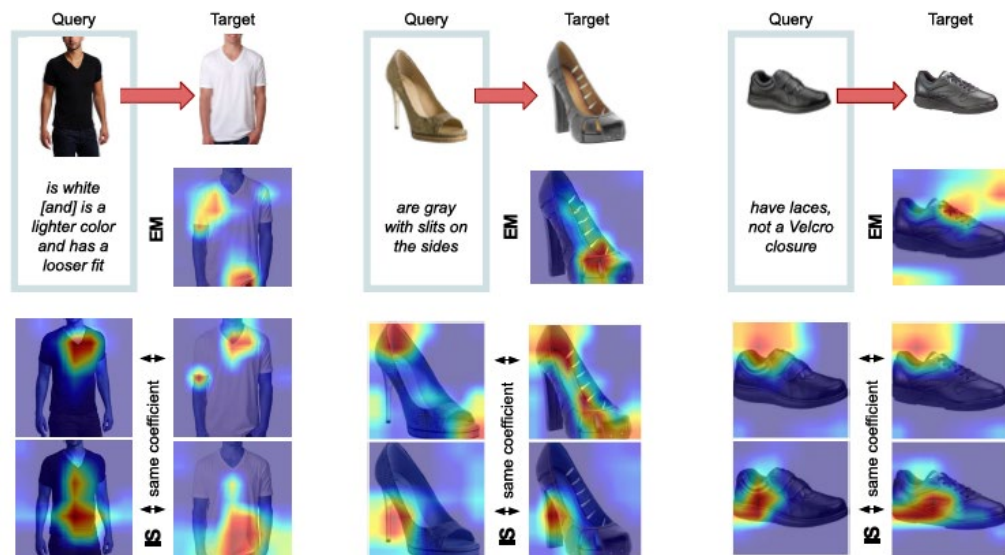 Query
Target
is white
[and] is a
lighter color
and has a
looser fit
EM
same coefficient
IS
Query
Target
are gray
with slits on
the sides
EM
same coefficient
IS
Query
Target
have laces,
not a Velcro
closure
EM
same coefficient
IS